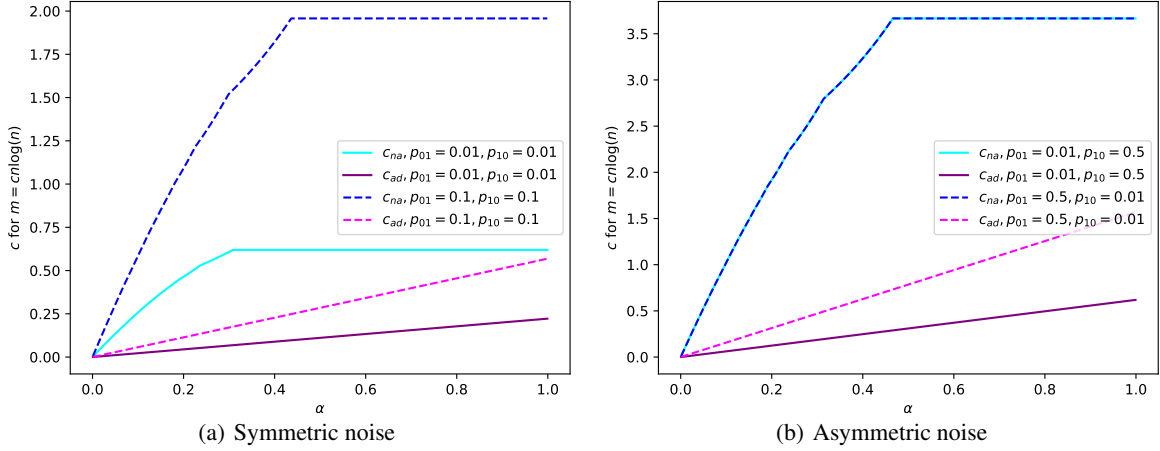 2.00
1.75
1.50
1.25
1.00
0.75
0.50
0.25
0.00
c for m = cnlog(n)
c_na, p_01 = 0.01, p_10 = 0.01
c_ad, p_01 = 0.01, p_10 = 0.01
c_na, p_01 = 0.1, p_10 = 0.1
c_ad, p_01 = 0.1, p_10 = 0.1
0.0 0.2 0.4 0.6 0.8 1.0
α
(a) Symmetric noise
3.5
3.0
2.5
2.0
1.5
1.0
0.5
0.0
c for m = cnlog(n)
c_na, p_01 = 0.01, p_10 = 0.5
c_ad, p_01 = 0.01, p_10 = 0.5
c_na, p_01 = 0.5, p_10 = 0.01
c_ad, p_01 = 0.5, p_10 = 0.01
0.0 0.2 0.4 0.6 0.8 1.0
α
(b) Asymmetric noise